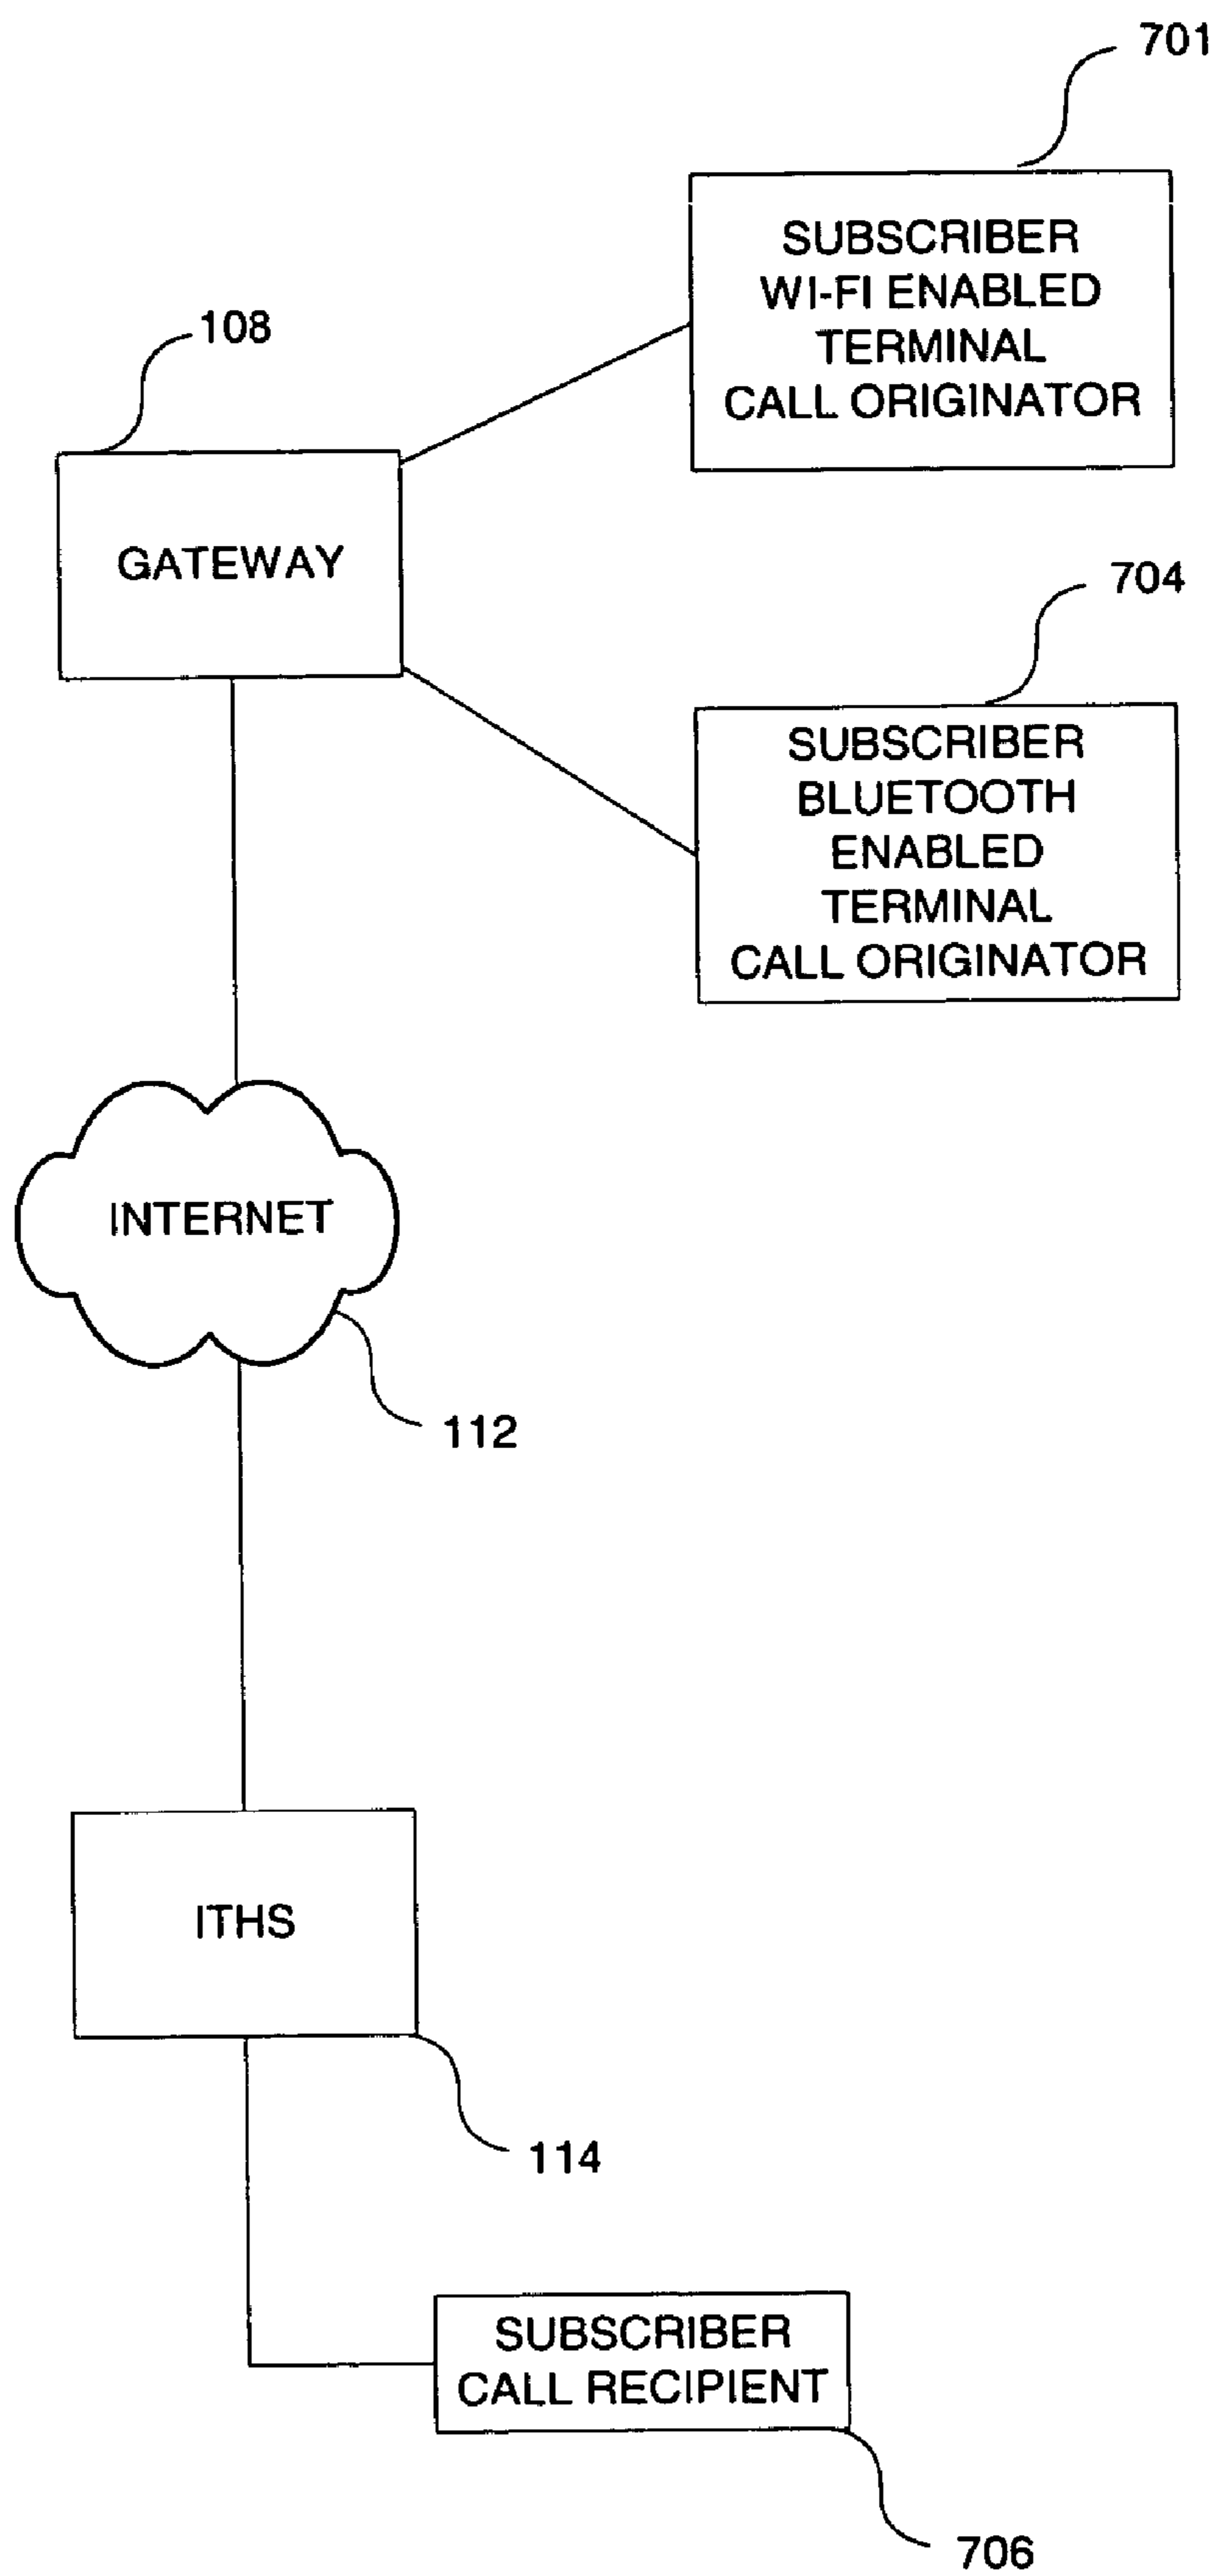 701
SUBSCRIBER
WI-FI ENABLED
TERMINAL
CALL ORIGINATOR
108
GATEWAY
704
SUBSCRIBER
BLUETOOTH
ENABLED
TERMINAL
CALL ORIGINATOR
INTERNET
112
ITHS
114
SUBSCRIBER
CALL RECIPIENT
706